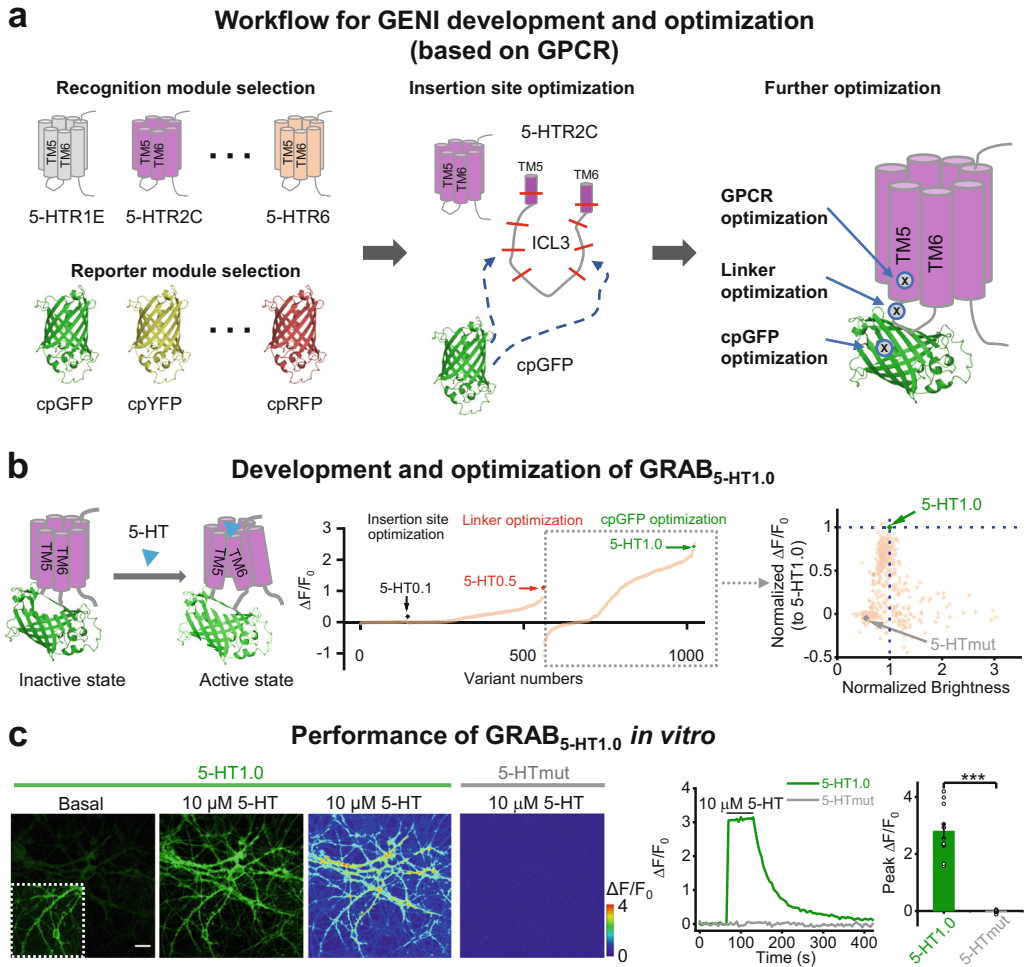 a
Workflow for GENI development and optimization
(based on GPCR)
Recognition module selection
Insertion site optimization
Further optimization
TM5
TM6
TM5
TM6
TM5
TM6
5-HTR1E
5-HTR2C
5-HTR6
Reporter module selection
cpGFP
cpYFP
cpRFP
5-HTR2C
TM5
TM6
TM5
TM6
ICL3
cpGFP
GPCR
optimization
Linker
optimization
cpGFP
optimization
TM5
TM6
X
X
X
b
Development and optimization of GRAB5-HT1.0
5-HT
TM5
TM6
TM5
TM6
Inactive state
Active state
ΔF/F0
3
2
1
0
-1
Insertion site
optimization
Linker optimization
cpGFP optimization
5-HT0.1
5-HT0.5
5-HT1.0
0
500
1000
Variant numbers
Normalized ΔF/F0
(to 5-HT1.0)
1
0.5
0
-0.5
5-HT1.0
5-HTmut
0
1
2
3
Normalized Brightness
c
Performance of GRAB5-HT1.0 in vitro
5-HT1.0
5-HTmut
Basal
10 μM 5-HT
10 μM 5-HT
10 μM 5-HT
ΔF/F0
4
0
ΔF/F0
4
3
2
1
0
10 μM 5-HT
5-HT1.0
5-HTmut
0
100
200
300
400
Time (s)
Peak ΔF/F0
4
2
0
***
5-HT1.0
5-HTmut